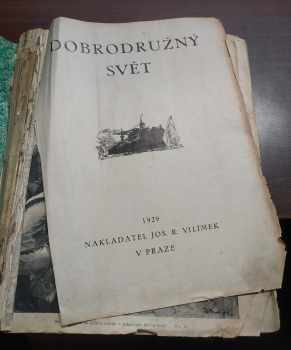 DOBRODRUŽNÝ
SVĚT
1929
NAKLADATEL JOS. R. VILÍMEK
V PRAZE